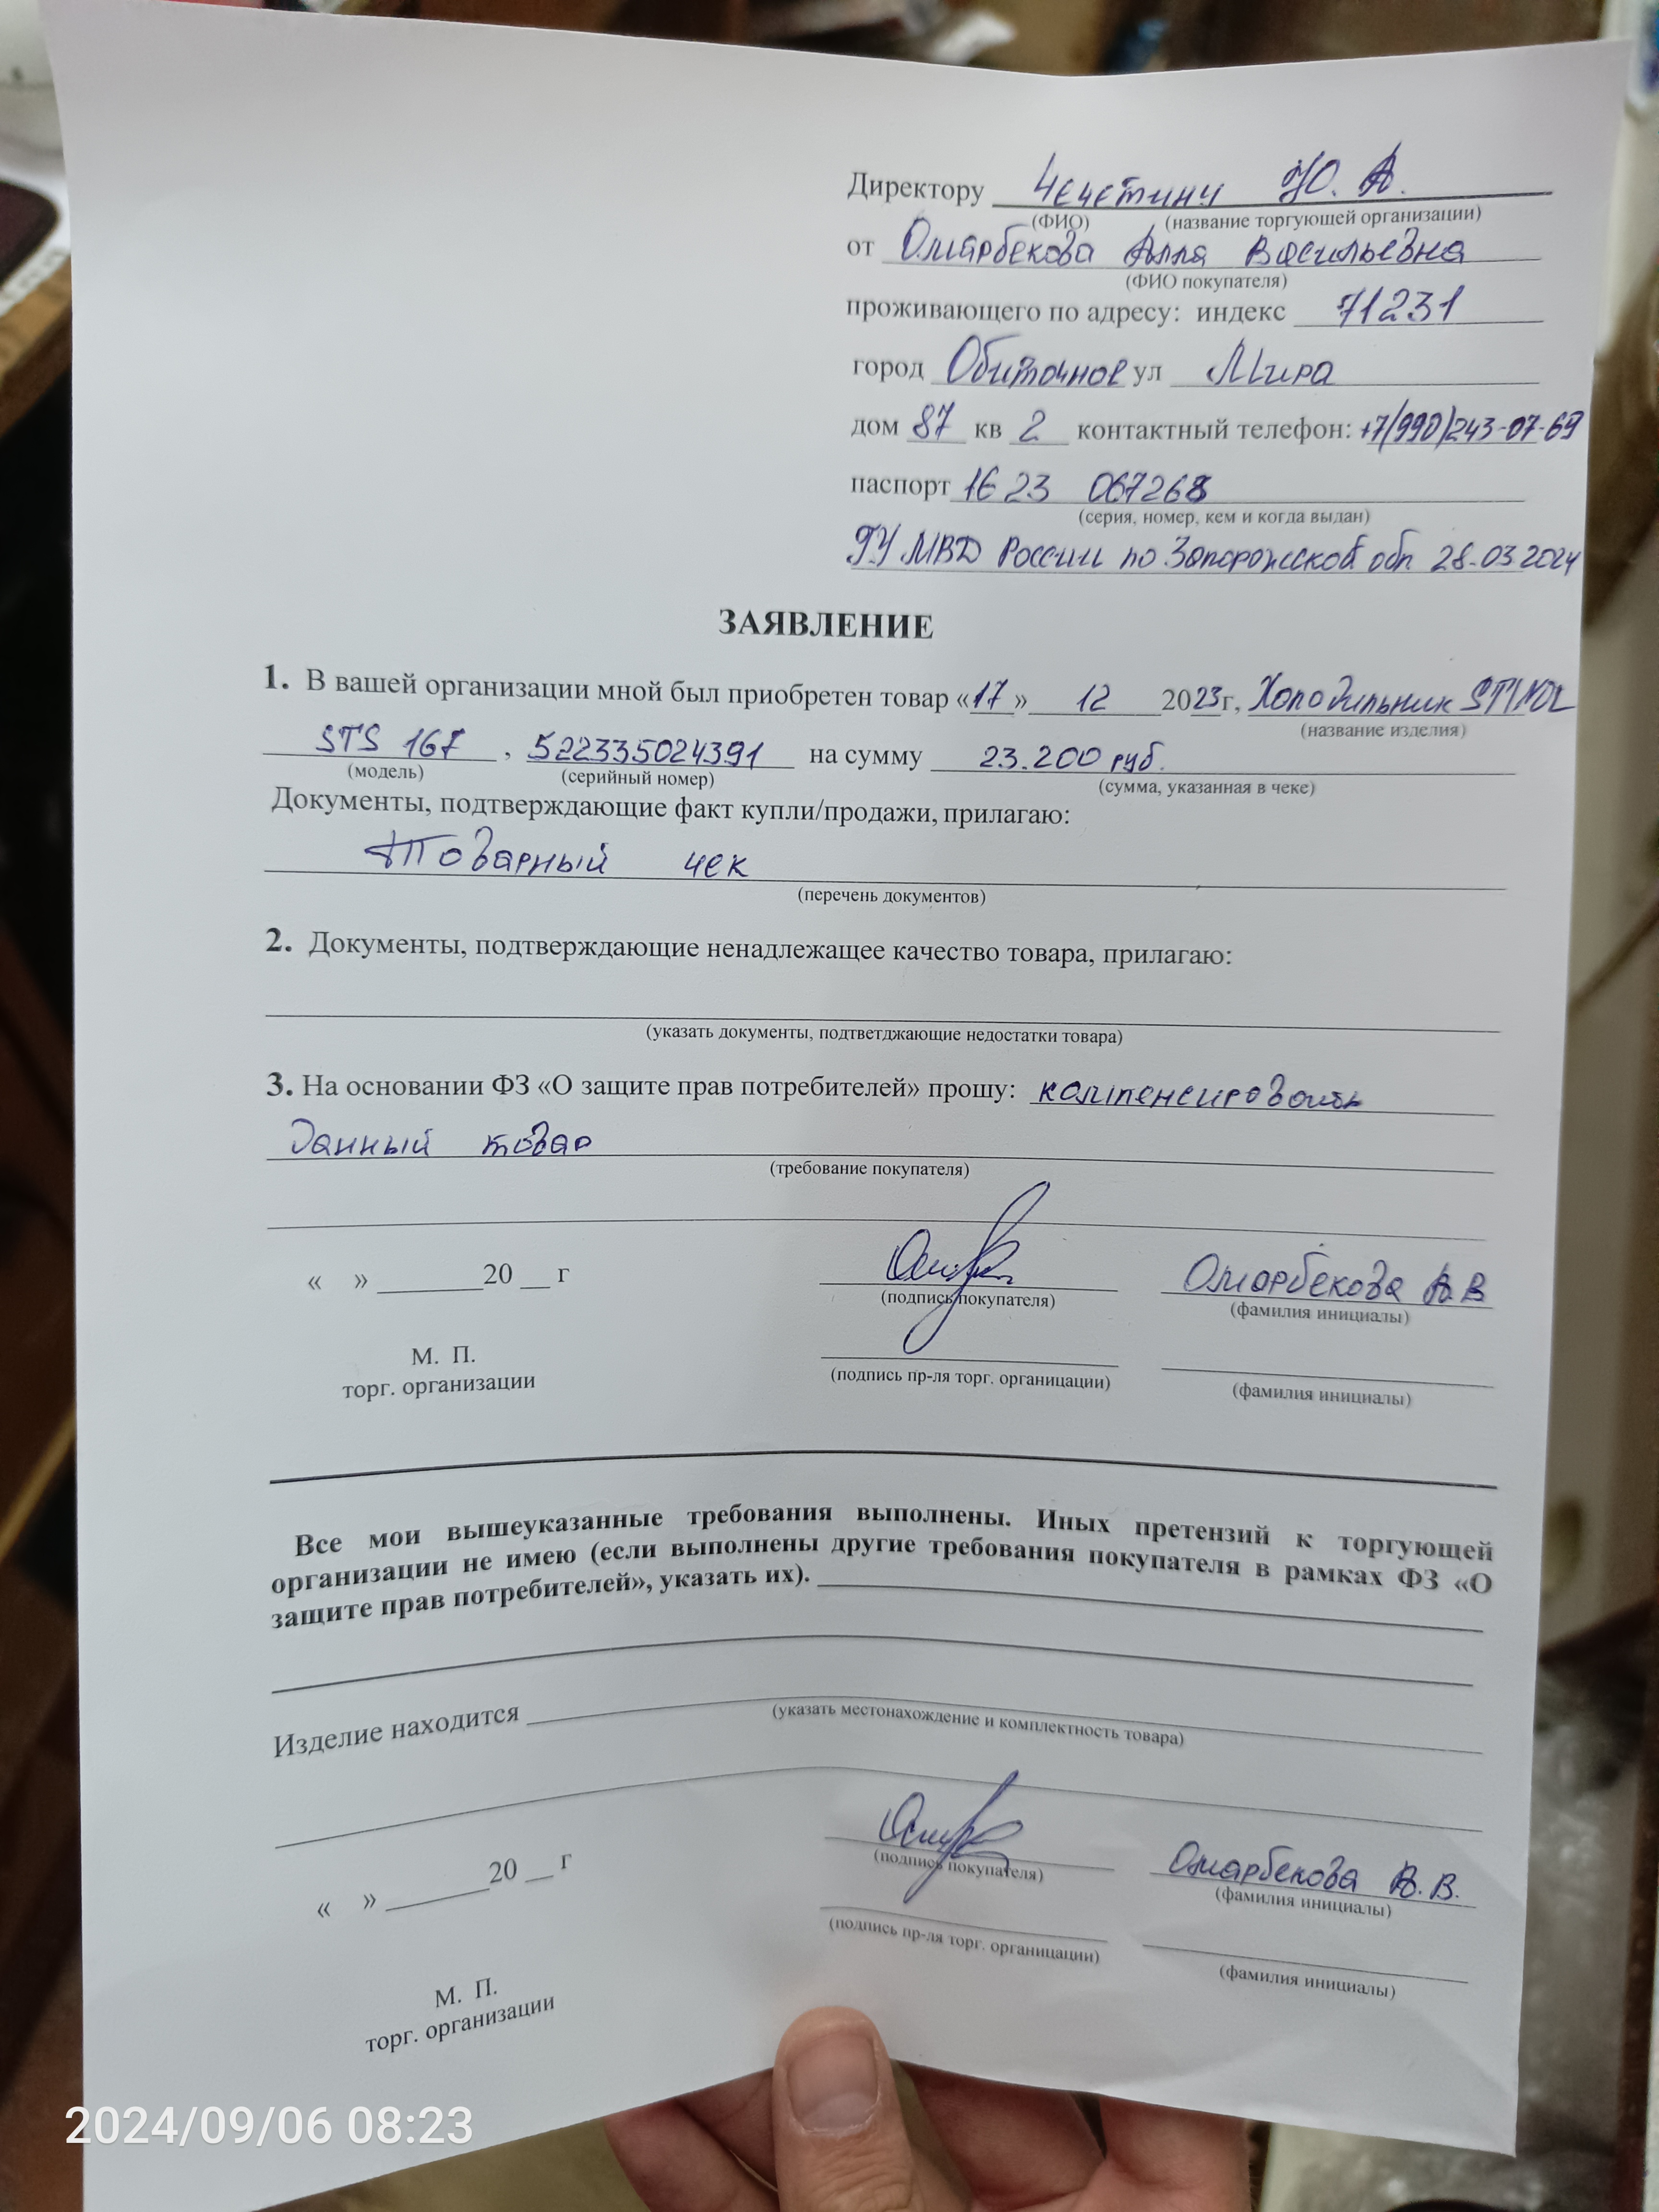 Директору Чечетину Ю. А.
(ФИО) (название торгующей организации)
от Омарбекова Алла Васильевна
(ФИО покупателя)
проживающего по адресу: индекс 71231
город Обиточное ул Мира
дом 87 кв 2 контактный телефон: +7(990)243-07-69
паспорт 16 23 067268
(серия, номер, кем и когда выдан)
ГУ МВД России по Запорожской обл. 28.03.2024
ЗАЯВЛЕНИЕ
1. В вашей организации мной был приобретен товар «17» 12 2023г, Холодильник STINOL
(название изделия)
STS 167 , 522335024391 на сумму 23.200 руб.
(модель) (серийный номер) (сумма, указанная в чеке)
Документы, подтверждающие факт купли/продажи, прилагаю:
Товарный чек
(перечень документов)
2. Документы, подтверждающие ненадлежащее качество товара, прилагаю:
(указать документы, подтветджающие недостатки товара)
3. На основании ФЗ «О защите прав потребителей» прошу: компенсировать
данный товар
(требование покупателя)
« » ______20 __ г Омарбекова А В
(подпись покупателя) (фамилия инициалы)
М. П.
торг. организации (подпись пр-ля торг. органицации) (фамилия инициалы)
Все мои вышеуказанные требования выполнены. Иных претензий к торгующей
организации не имею (если выполнены другие требования покупателя в рамках ФЗ «О
защите прав потребителей», указать их).
Изделие находится
(указать местонахождение и комплектность товара)
« » ______20 __ г Омарбекова А. В.
(подпись покупателя) (фамилия инициалы)
(подпись пр-ля торг. органицации) (фамилия инициалы)
М. П.
торг. организации
2024/09/06 08:23